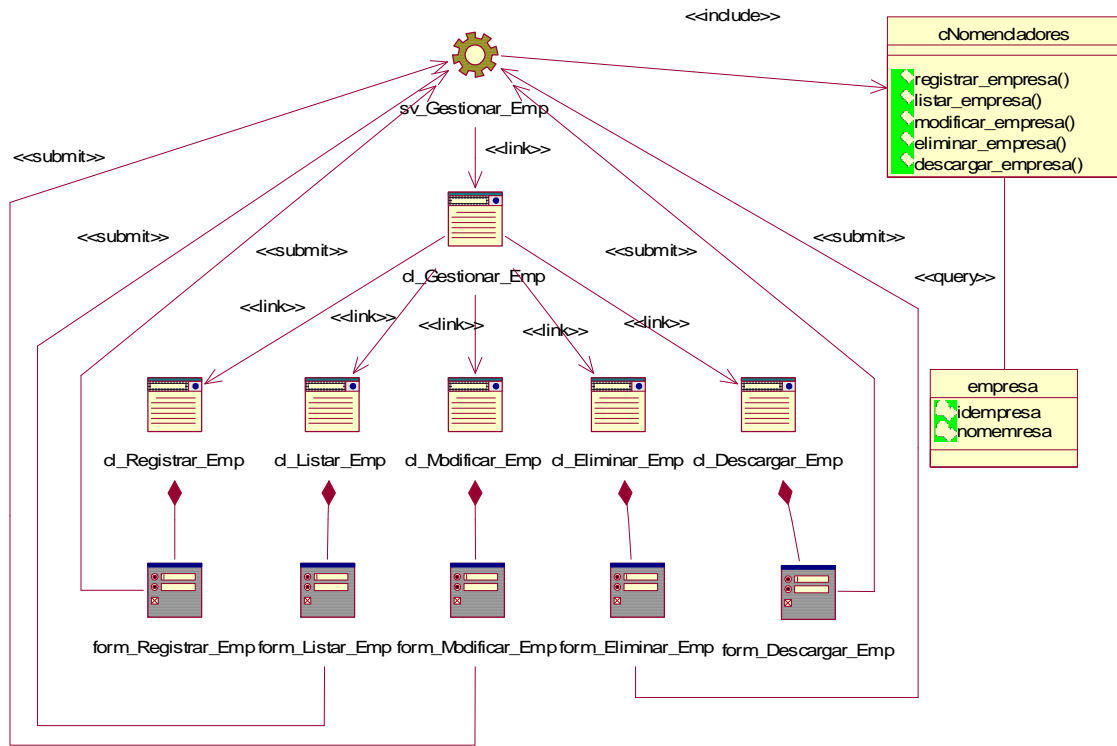 <<include>>
cNomencladores
registrar_empresa()
listar_empresa()
modificar_empresa()
eliminar_empresa()
descargar_empresa()
sv_Gestionar_Emp
<<submit>>
<<link>>
<<submit>>
<<submit>>
<<submit>>
<<submit>>
<<query>>
cl_Gestionar_Emp
<<link>>
<<link>>
<<link>>
<<link>>
<<link>>
empresa
idempresa
nomemresa
cl_Registrar_Emp
cl_Listar_Emp
cl_Modificar_Emp
cl_Eliminar_Emp
cl_Descargar_Emp
form_Registrar_Emp
form_Listar_Emp
form_Modificar_Emp
form_Eliminar_Emp
form_Descargar_Emp